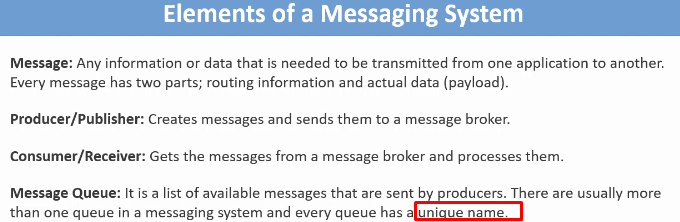 Elements of a Messaging System
Message: Any information or data that is needed to be transmitted from one application to another.
Every message has two parts; routing information and actual data (payload).
Producer/Publisher: Creates messages and sends them to a message broker.
Consumer/Receiver: Gets the messages from a message broker and processes them.
Message Queue: It is a list of available messages that are sent by producers. There are usually more
than one queue in a messaging system and every queue has a unique name.